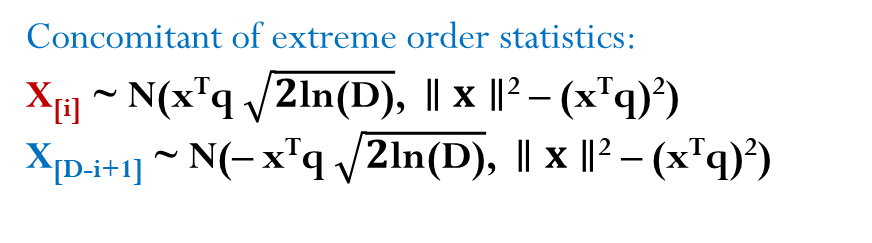 Concomitant of extreme order statistics:
X[i] ~ N(xᵀq √2ln(D), ‖ x ‖² – (xᵀq)²)
X[D-i+1] ~ N(– xᵀq √2ln(D), ‖ x ‖² – (xᵀq)²)